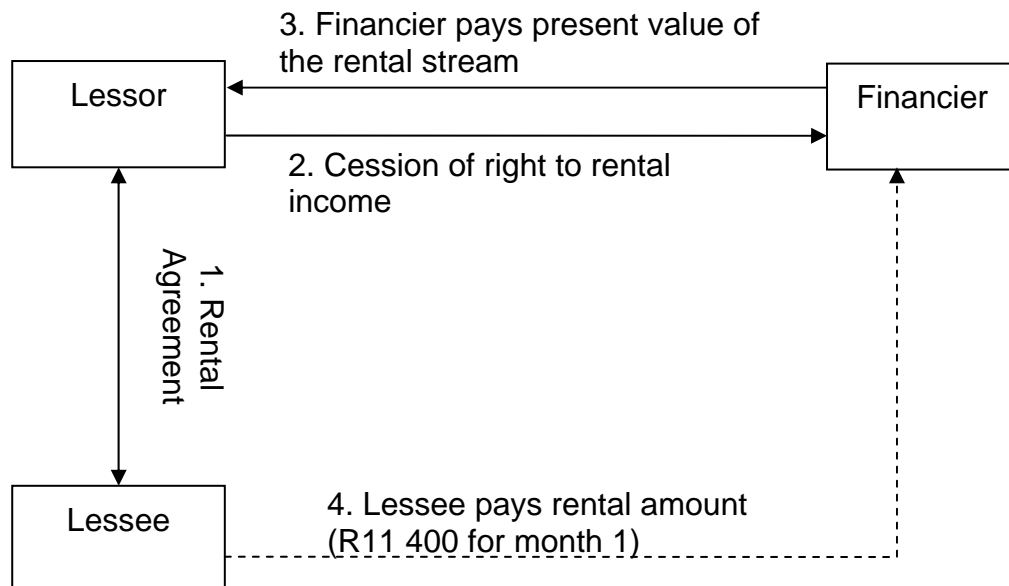 3. Financier pays present value of
the rental stream
Lessor
Financier
2. Cession of right to rental
income
1. Rental
Agreement
Lessee
4. Lessee pays rental amount
(R11 400 for month 1)